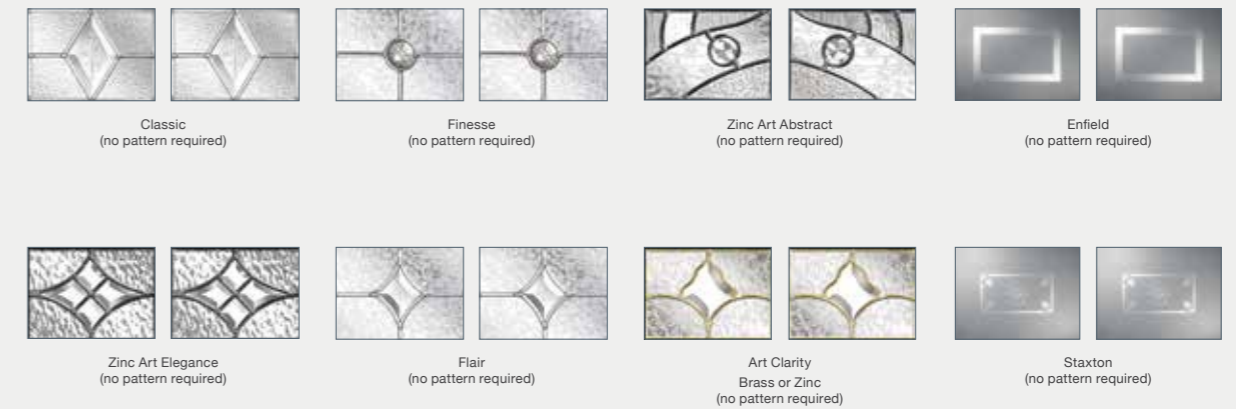 Classic
(no pattern required)
Finesse
(no pattern required)
Zinc Art Abstract
(no pattern required)
Enfield
(no pattern required)
Zinc Art Elegance
(no pattern required)
Flair
(no pattern required)
Art Clarity
Brass or Zinc
(no pattern required)
Staxton
(no pattern required)